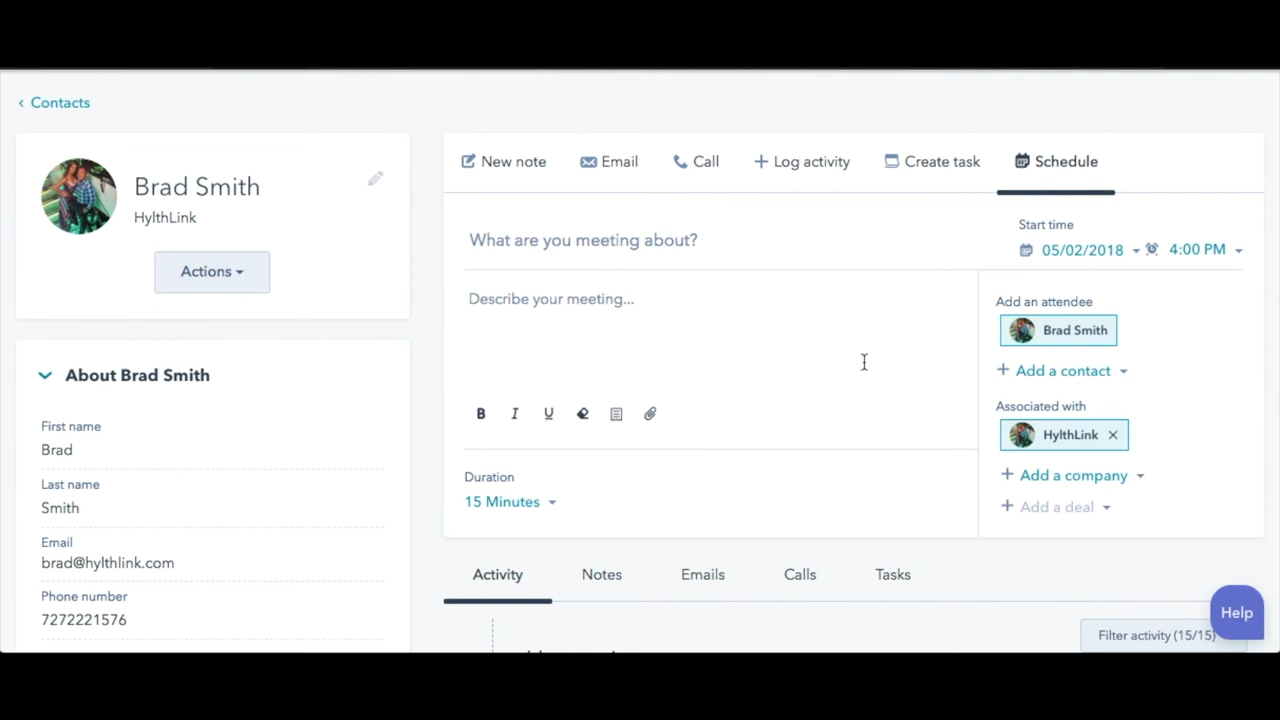 Contacts
Brad Smith
HylthLink
Actions
About Brad Smith
First name
Brad
Last name
Smith
Email
brad@hylthlink.com
Phone number
7272221576
New note
Email
Call
Log activity
Create task
Schedule
What are you meeting about?
Start time
05/02/2018
4:00 PM
Describe your meeting...
B I U
Duration
15 Minutes
Add an attendee
Brad Smith
+ Add a contact
Associated with
HylthLink ×
+ Add a company
+ Add a deal
Activity
Notes
Emails
Calls
Tasks
Filter activity (15/15)
Help